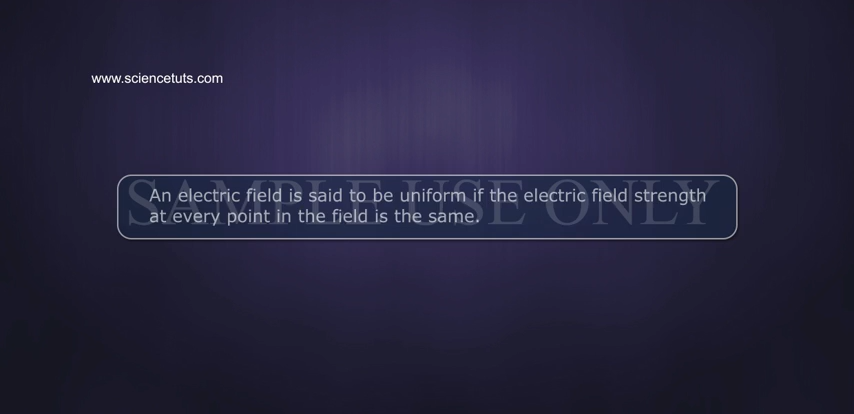 www.sciencetuts.com
SAMPLE USE ONLY
An electric field is said to be uniform if the electric field strength
at every point in the field is the same.